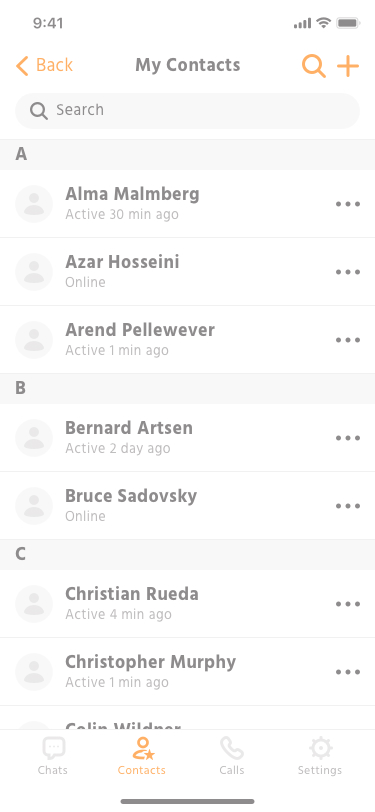 9:41
Back
My Contacts
Search
A
Alma Malmberg
Active 30 min ago
Azar Hosseini
Online
Arend Pellewever
Active 1 min ago
B
Bernard Artsen
Active 2 day ago
Bruce Sadovsky
Online
C
Christian Rueda
Active 4 min ago
Christopher Murphy
Active 1 min ago
Colin Wildner
Chats
Contacts
Calls
Settings